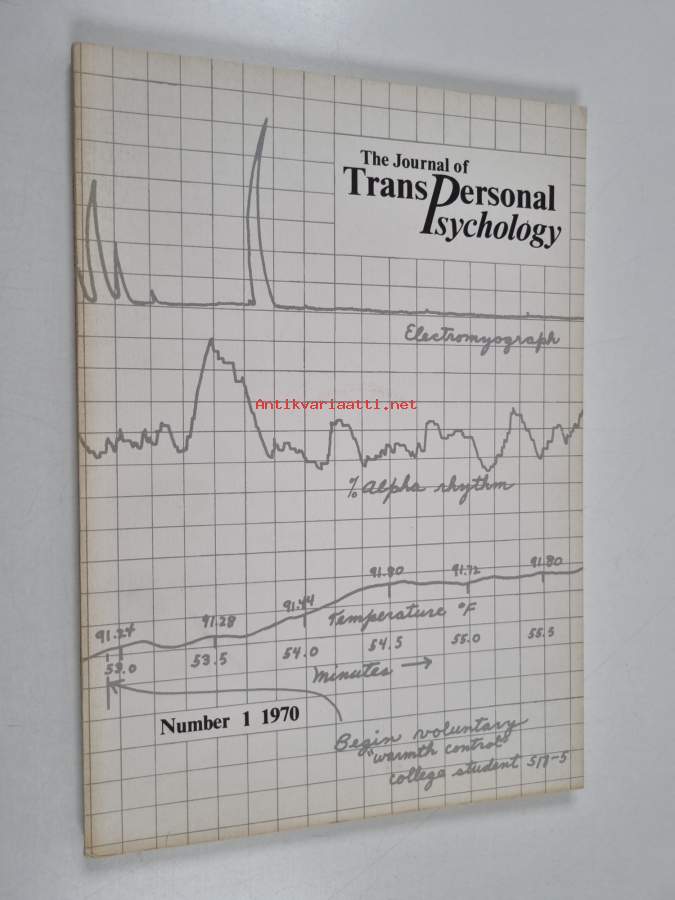 The Journal of
TransPersonal
Psychology
Electromyograph
Antikvariaatti.net
% alpha rhythm
91.24 91.28 91.44 91.80 91.72 91.80
Temperature °F
53.0 53.5 54.0 54.5 55.0 55.5
Minutes →
Number 1 1970
Begin voluntary
"warmth control"
college student